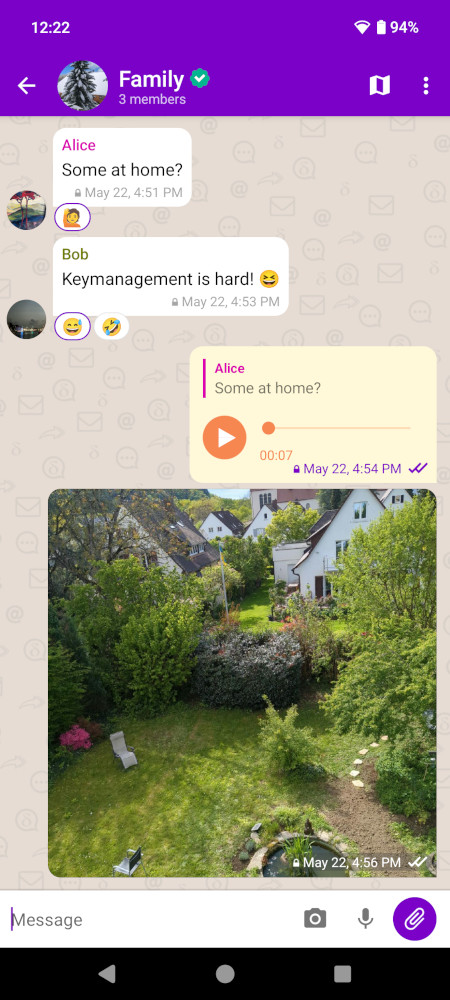 12:22
94%
Family
3 members
Alice
Some at home?
May 22, 4:51 PM
Bob
Keymanagement is hard! 😆
May 22, 4:53 PM
Alice
Some at home?
00:07
May 22, 4:54 PM
May 22, 4:56 PM
Message